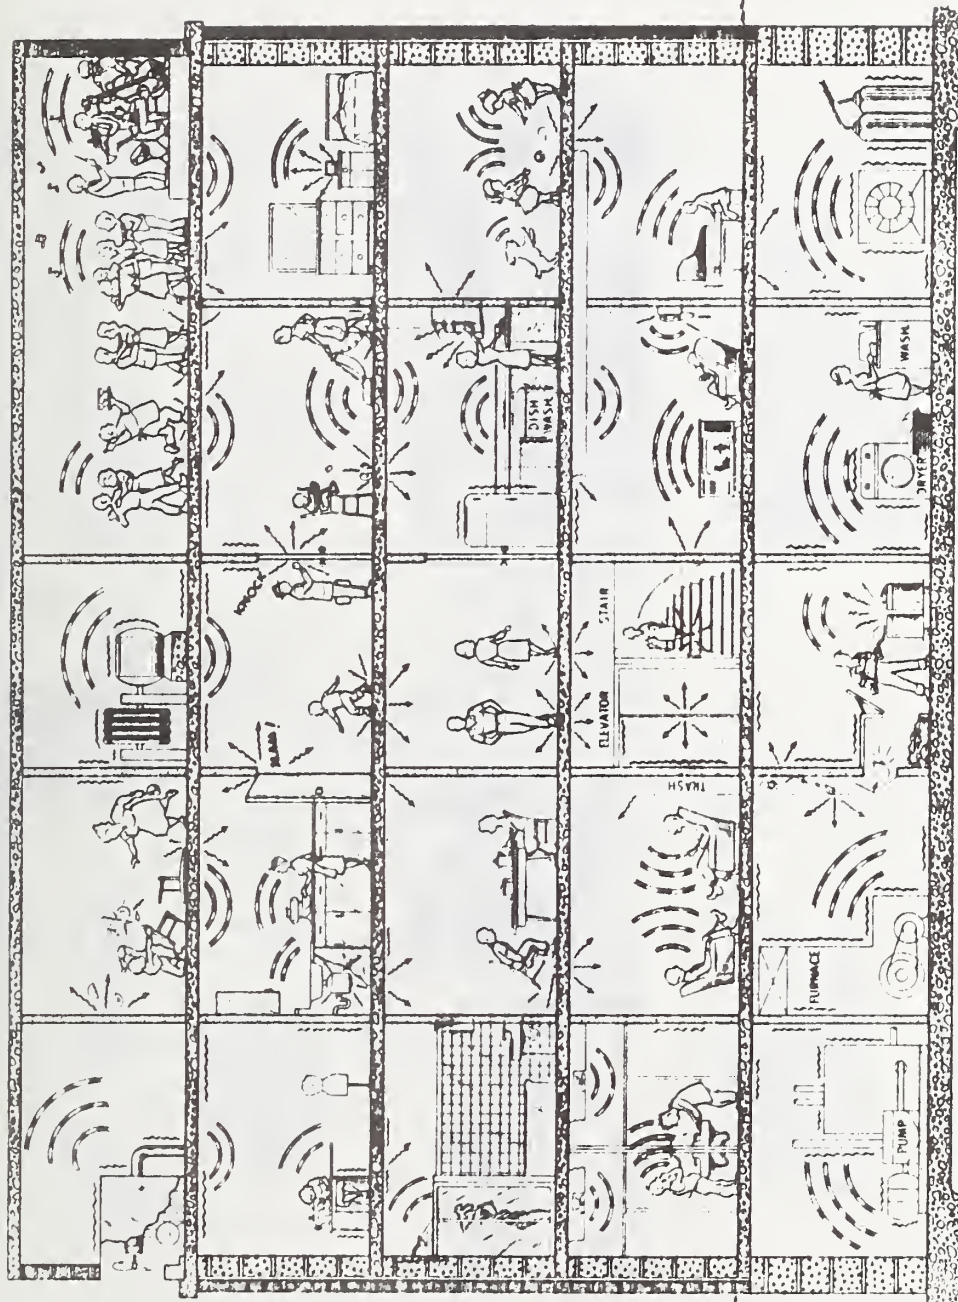 SLAM!
KNOCK
DISH
WASH.
ELEVATOR
STAIR
TRASH
FURNACE
PUMP
DRYER
WASH.